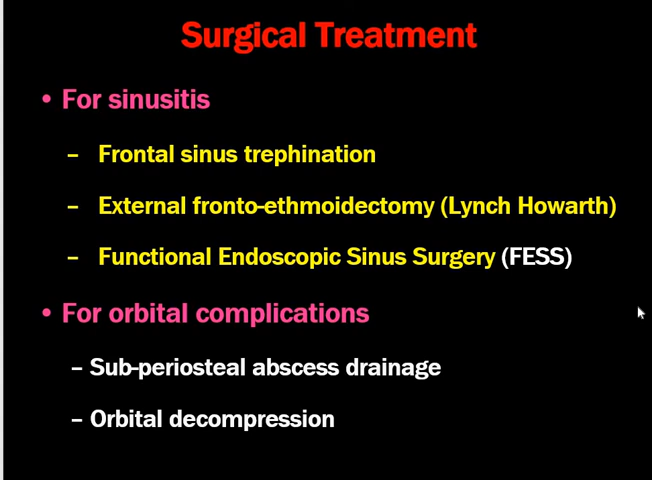 Surgical Treatment
• For sinusitis
– Frontal sinus trephination
– External fronto-ethmoidectomy (Lynch Howarth)
– Functional Endoscopic Sinus Surgery (FESS)
• For orbital complications
– Sub-periosteal abscess drainage
– Orbital decompression